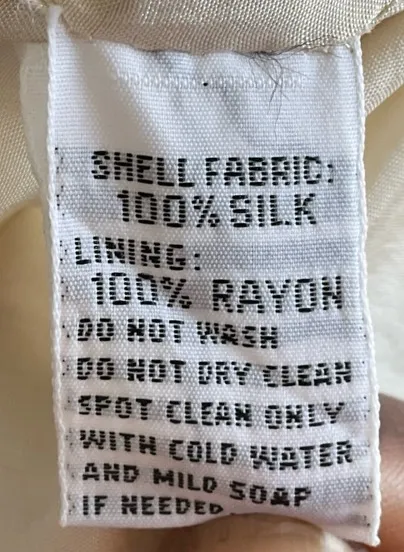 SHELL FABRIC:
100% SILK
LINING:
100% RAYON
DO NOT WASH
DO NOT DRY CLEAN
SPOT CLEAN ONLY
WITH COLD WATER
AND MILD SOAP
IF NEEDED.